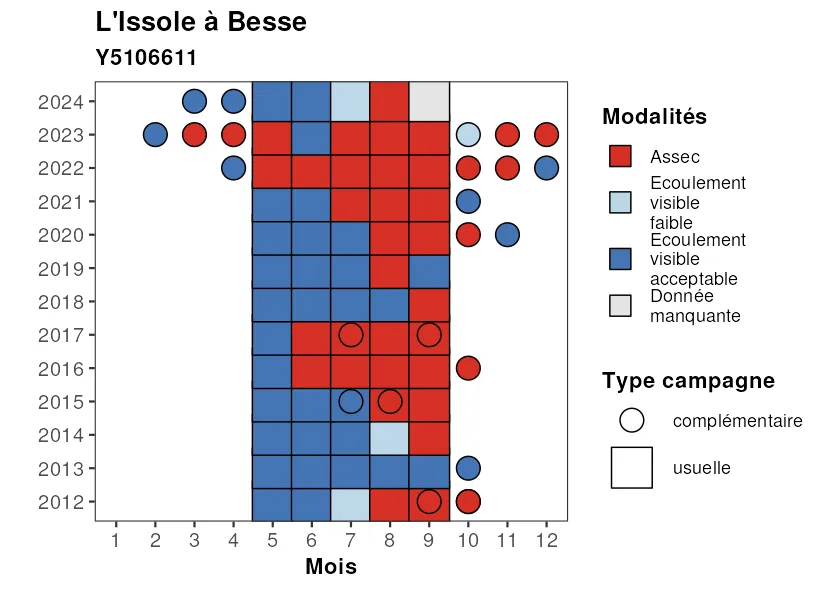 L'Issole à Besse
Y5106611
2024
2023
2022
2021
2020
2019
2018
2017
2016
2015
2014
2013
2012
1 2 3 4 5 6 7 8 9 10 11 12
Mois
Modalités
Assec
Ecoulement
visible
faible
Ecoulement
visible
acceptable
Donnée
manquante
Type campagne
complémentaire
usuelle